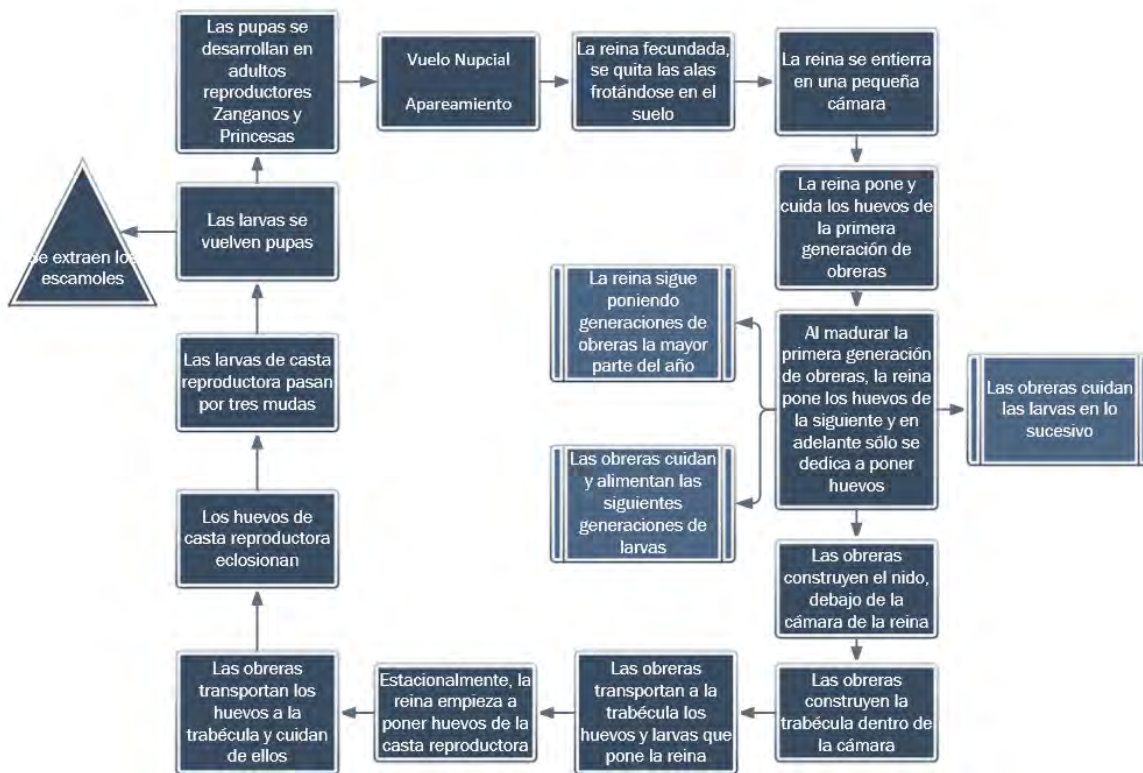 Las pupas se
desarrollan en
adultos
reproductores
Zanganos y
Princesas
Vuelo Nupcial
Apareamiento
La reina fecundada,
se quita las alas
frotándose en el
suelo
La reina se entierra
en una pequeña
cámara
La reina pone y
cuida los huevos de
la primera
generación de
obreras
Al madurar la
primera generación
de obreras, la reina
pone los huevos de
la siguiente y en
adelante sólo se
dedica a poner
huevos
La reina sigue
poniendo
generaciones de
obreras la mayor
parte del año
Las obreras cuidan
y alimentan las
siguientes
generaciones de
larvas
Las obreras cuidan
las larvas en lo
sucesivo
Las obreras
construyen el nido,
debajo de la
cámara de la reina
Las obreras
construyen la
trabécula dentro de
la cámara
Las obreras
transportan a la
trabécula los
huevos y larvas que
pone la reina
Estacionalmente, la
reina empieza a
poner huevos de la
casta reproductora
Las obreras
transportan los
huevos a la
trabécula y cuidan
de ellos
Los huevos de
casta reproductora
eclosionan
Las larvas de casta
reproductora pasan
por tres mudas
Las larvas se
vuelven pupas
Se extraen los
escamoles